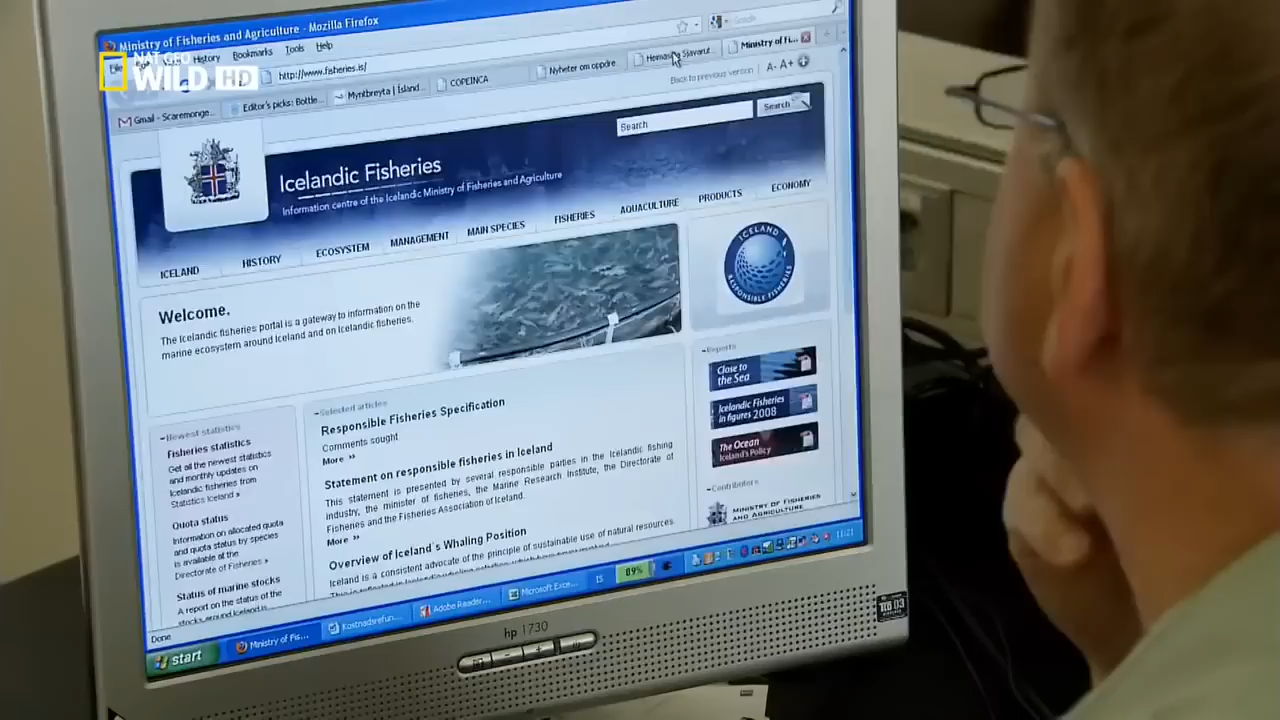 Ministry of Fisheries and Agriculture - Mozilla Firefox
History Bookmarks Tools Help
NAT GEO
WILD HD
http://www.fisheries.is/
Google
Gmail - Scaremonge...
Editor's picks: Bottle...
Myntbreyta | Ísland...
COPEINCA
Nyheter om oppdre...
Ministry of Fi...
Back to previous version
A- A+
Search
Search
Icelandic Fisheries
Information centre of the Icelandic Ministry of Fisheries and Agriculture
ICELAND HISTORY ECOSYSTEM MANAGEMENT MAIN SPECIES FISHERIES AQUACULTURE PRODUCTS ECONOMY
Welcome.
The Icelandic fisheries portal is a gateway to information on the
marine ecosystem around Iceland and on Icelandic fisheries.
ICELAND
RESPONSIBLE FISHERIES
Newest statistics
Fisheries statistics
Get all the newest statistics
and monthly updates on
Icelandic fisheries from
Statistics Iceland »
Quota status
Information on allocated quota
and quota status by species
is available at the
Directorate of Fisheries »
Status of marine stocks
A report on the status of the
stocks around Iceland is
Selected articles
Responsible Fisheries Specification
Comments sought
More »
Statement on responsible fisheries in Iceland
This statement is presented by several responsible parties in the Icelandic fishing
industry, the minister of fisheries, the Marine Research Institute, the Directorate of
Fisheries and the Fisheries Association of Iceland.
More »
Overview of Iceland´s Whaling Position
Iceland is a consistent advocate of the principle of sustainable use of natural resources
Reports
Close to
the Sea
Icelandic Fisheries
in figures 2008
The Ocean
Iceland's Policy
Contributors
MINISTRY OF FISHERIES
AND AGRICULTURE
Done
start
Ministry of Fis...
Kostnadsrefun...
Adobe Reader...
Microsoft Exce...
IS
89%
11:21
hp 1730
03